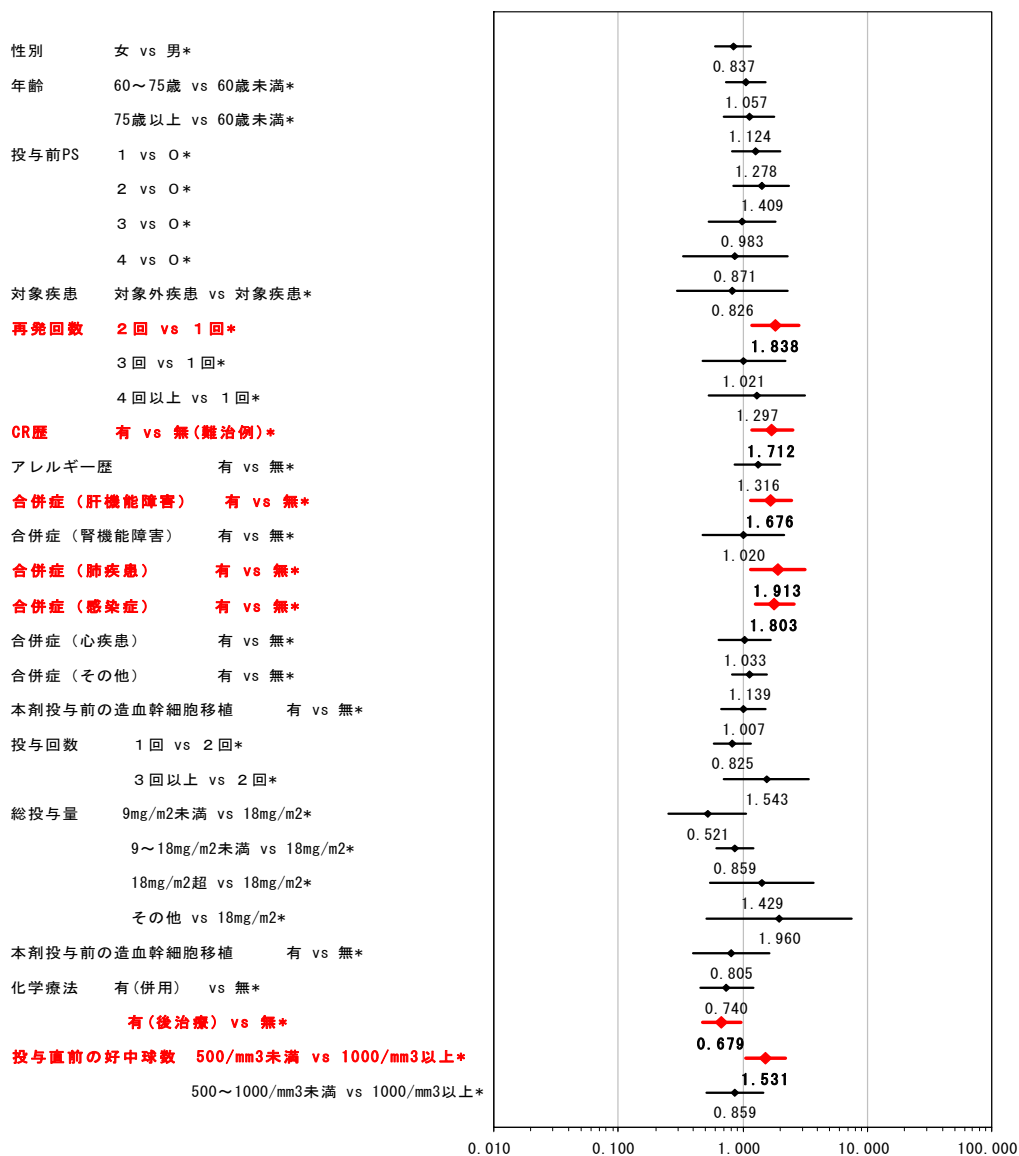 性別 女 vs 男*
0.837
年齢 60～75歳 vs 60歳未満*
1.057
75歳以上 vs 60歳未満*
1.124
投与前PS 1 vs 0*
1.278
2 vs 0*
1.409
3 vs 0*
0.983
4 vs 0*
0.871
対象疾患 対象外疾患 vs 対象疾患*
0.826
再発回数 2回 vs 1回*
1.838
3回 vs 1回*
1.021
4回以上 vs 1回*
1.297
CR歴 有 vs 無(難治例)*
1.712
アレルギー歴 有 vs 無*
1.316
合併症（肝機能障害） 有 vs 無*
1.676
合併症（腎機能障害） 有 vs 無*
1.020
合併症（肺疾患） 有 vs 無*
1.913
合併症（感染症） 有 vs 無*
1.803
合併症（心疾患） 有 vs 無*
1.033
合併症（その他） 有 vs 無*
1.139
本剤投与前の造血幹細胞移植 有 vs 無*
1.007
投与回数 1回 vs 2回*
0.825
3回以上 vs 2回*
1.543
総投与量 9mg/m2未満 vs 18mg/m2*
0.521
9～18mg/m2未満 vs 18mg/m2*
0.859
18mg/m2超 vs 18mg/m2*
1.429
その他 vs 18mg/m2*
1.960
本剤投与前の造血幹細胞移植 有 vs 無*
0.805
化学療法 有(併用) vs 無*
0.740
有(後治療) vs 無*
0.679
投与直前の好中球数 500/mm3未満 vs 1000/mm3以上*
1.531
500～1000/mm3未満 vs 1000/mm3以上*
0.859
0.010 0.100 1.000 10.000 100.000